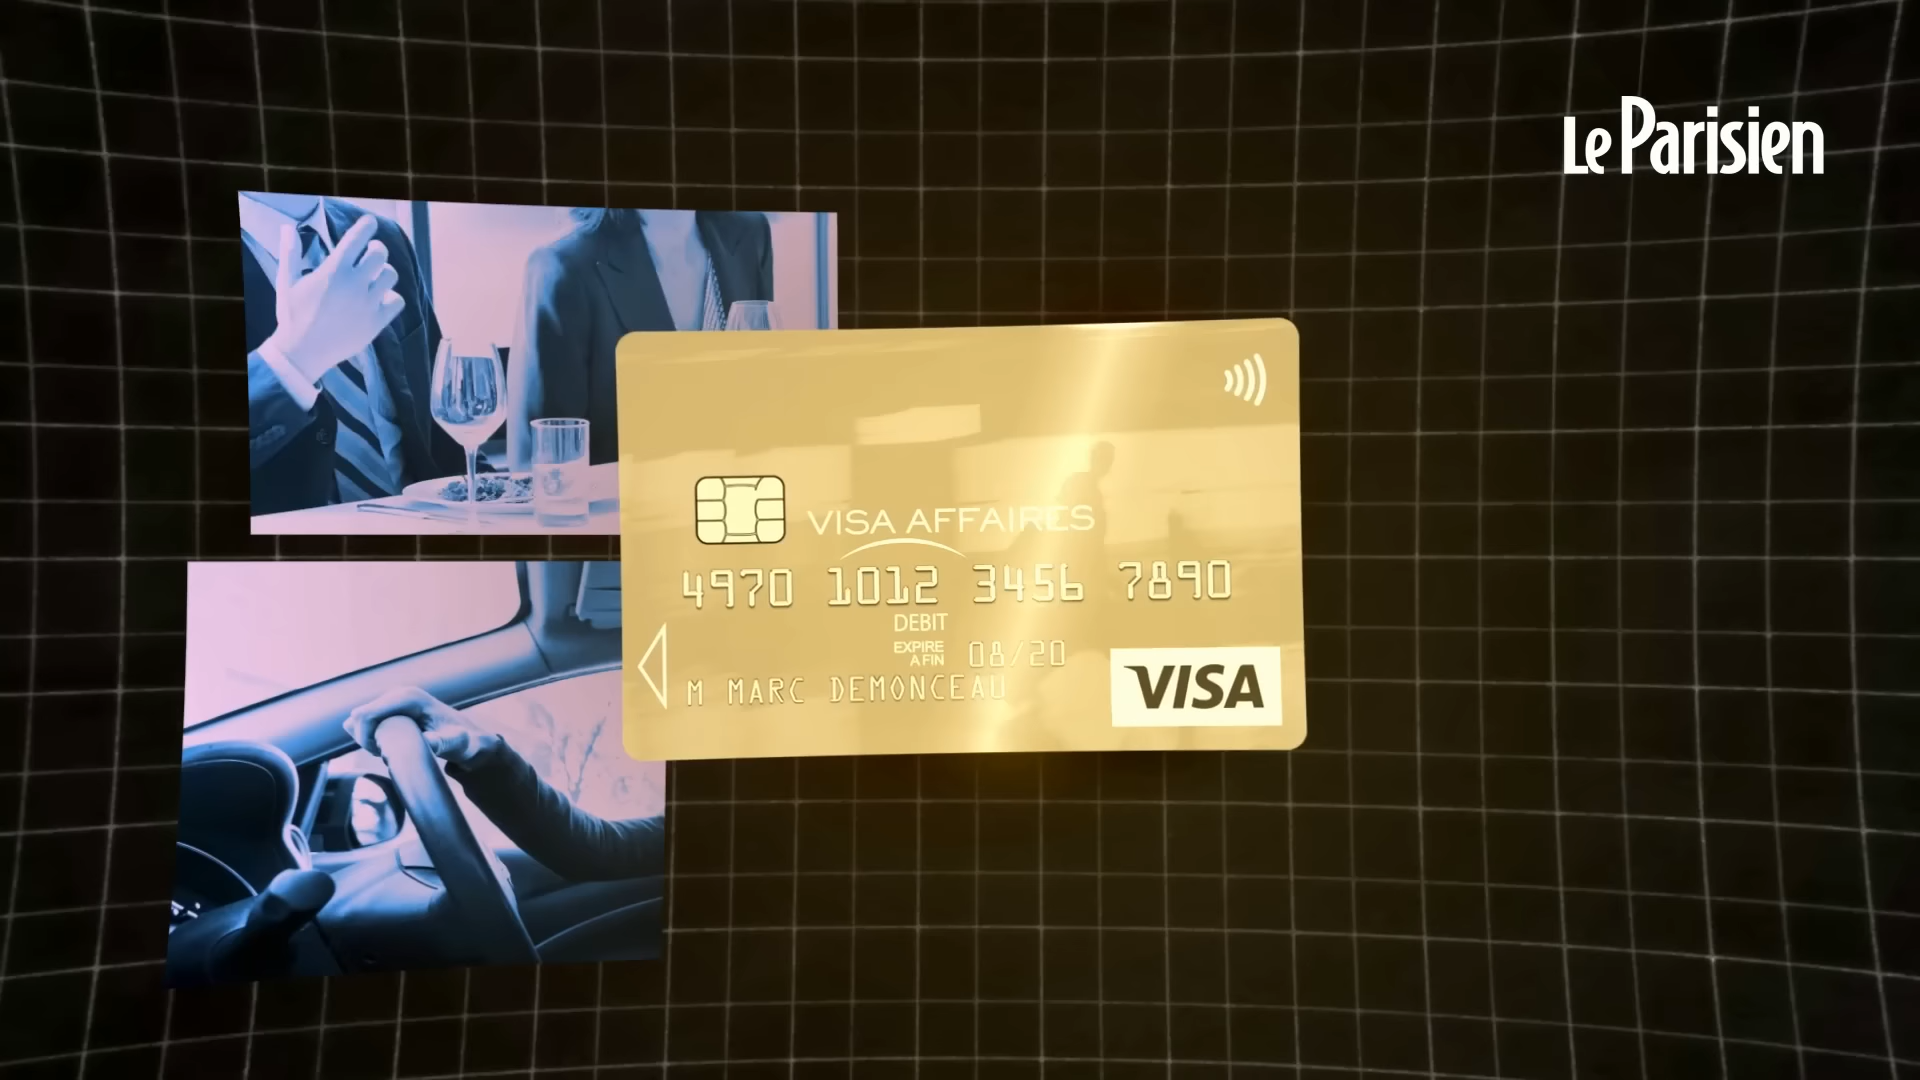 Le Parisien
VISA AFFAIRES
4970 1012 3456 7890
DEBIT
EXPIRE
A FIN
08/20
M MARC DEMONCEAU
VISA